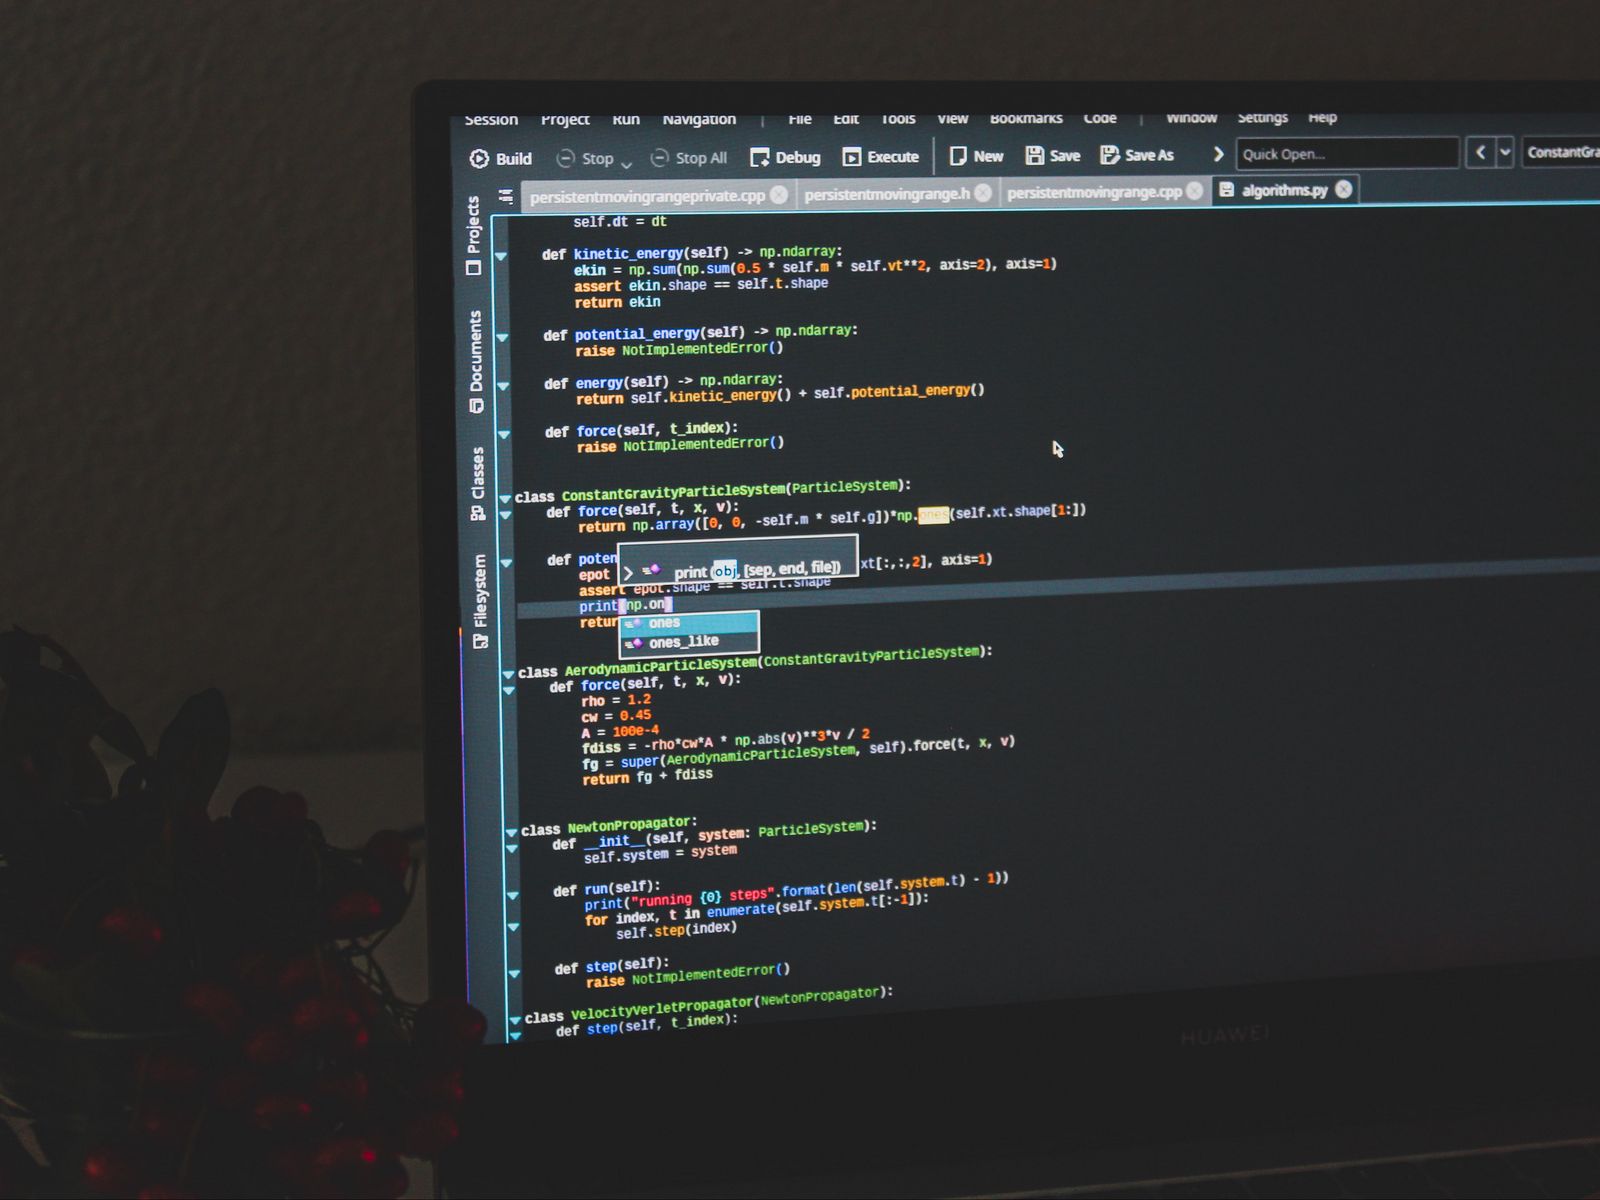 Session Project Run Navigation | File Edit Tools View Bookmarks Code | Window Settings Help
Build Stop Stop All Debug Execute New Save Save As Quick Open... ConstantGra
persistentmovingrangeprivate.cpp persistentmovingrange.h persistentmovingrange.cpp algorithms.py
Projects
Documents
Classes
Filesystem
self.dt = dt
def kinetic_energy(self) -> np.ndarray:
ekin = np.sum(np.sum(0.5 * self.m * self.vt**2, axis=2), axis=1)
assert ekin.shape == self.t.shape
return ekin
def potential_energy(self) -> np.ndarray:
raise NotImplementedError()
def energy(self) -> np.ndarray:
return self.kinetic_energy() + self.potential_energy()
def force(self, t_index):
raise NotImplementedError()
class ConstantGravityParticleSystem(ParticleSystem):
def force(self, t, x, v):
return np.array([0, 0, -self.m * self.g])*np.ones(self.xt.shape[1:])
def poten
print (obj, [sep, end, file])
epot xt[:,:,2], axis=1)
assert epot.shape == self.t.shape
print(np.on)
retur
ones
ones_like
class AerodynamicParticleSystem(ConstantGravityParticleSystem):
def force(self, t, x, v):
rho = 1.2
cw = 0.45
A = 100e-4
fdiss = -rho*cw*A * np.abs(v)**3*v / 2
fg = super(AerodynamicParticleSystem, self).force(t, x, v)
return fg + fdiss
class NewtonPropagator:
def __init__(self, system: ParticleSystem):
self.system = system
def run(self):
print("running {0} steps".format(len(self.system.t) - 1))
for index, t in enumerate(self.system.t[:-1]):
self.step(index)
def step(self):
raise NotImplementedError()
class VelocityVerletPropagator(NewtonPropagator):
def step(self, t_index):
HUAWEI